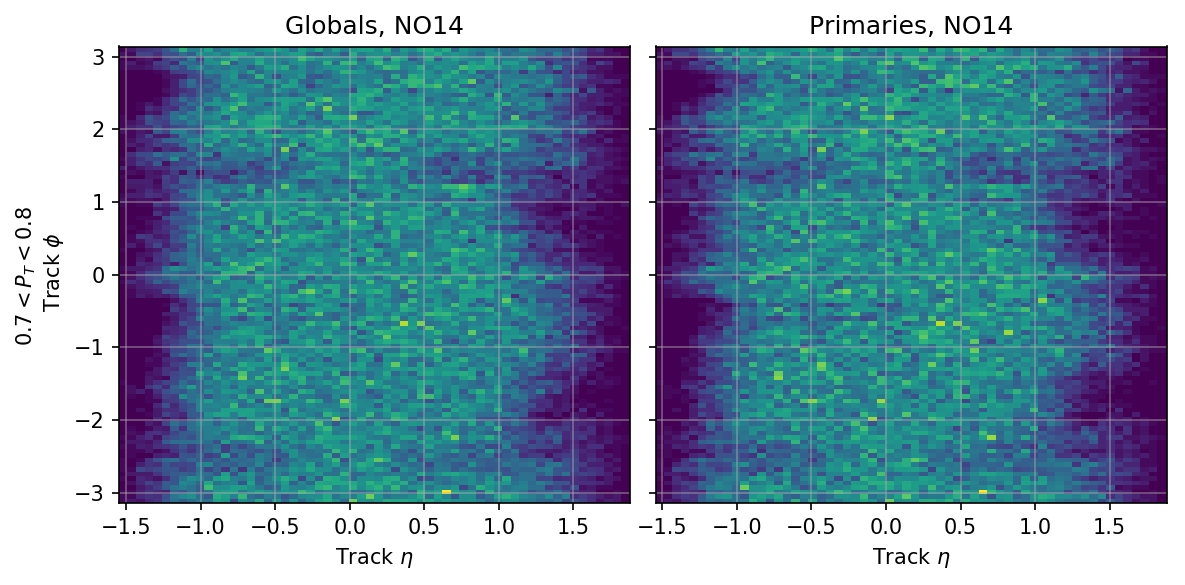 Globals, NO14
Primaries, NO14
0.7 < P_T < 0.8
Track ϕ
3
2
1
0
−1
−2
−3
−1.5 −1.0 −0.5 0.0 0.5 1.0 1.5
−1.5 −1.0 −0.5 0.0 0.5 1.0 1.5
Track η
Track η